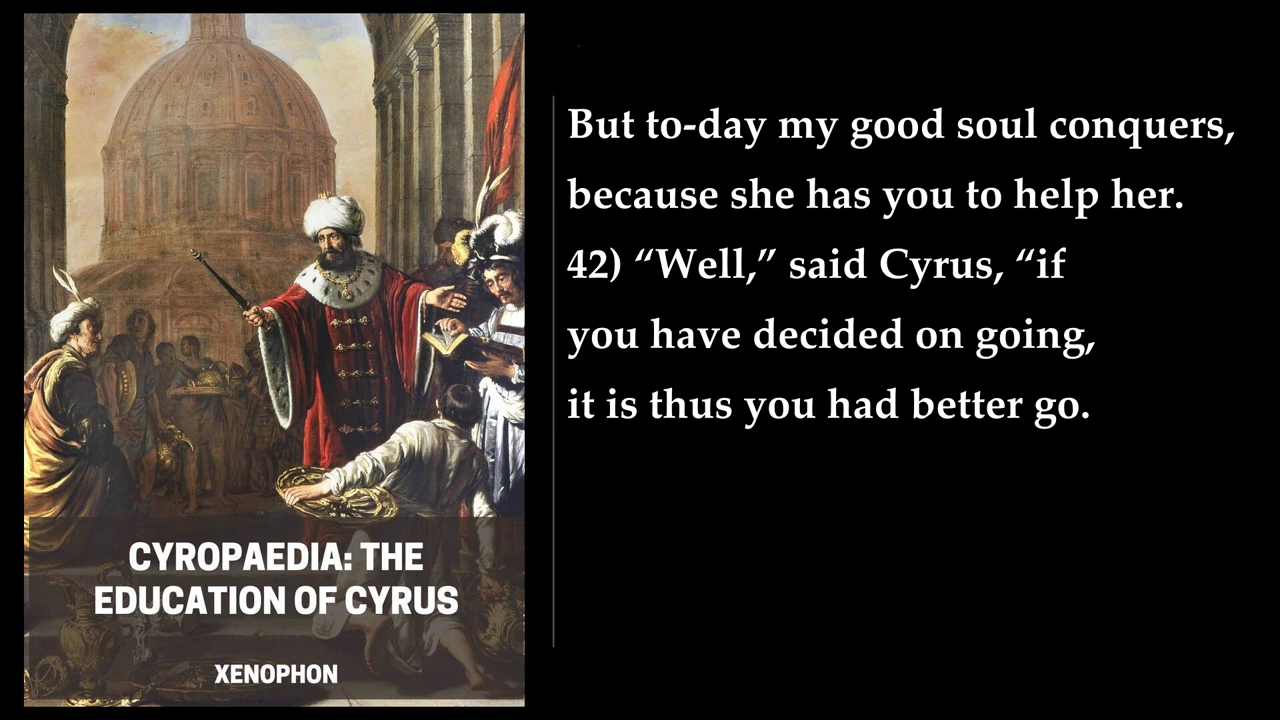 CYROPAEDIA: THE
EDUCATION OF CYRUS
XENOPHON
But to-day my good soul conquers,
because she has you to help her.
42) “Well,” said Cyrus, “if
you have decided on going,
it is thus you had better go.